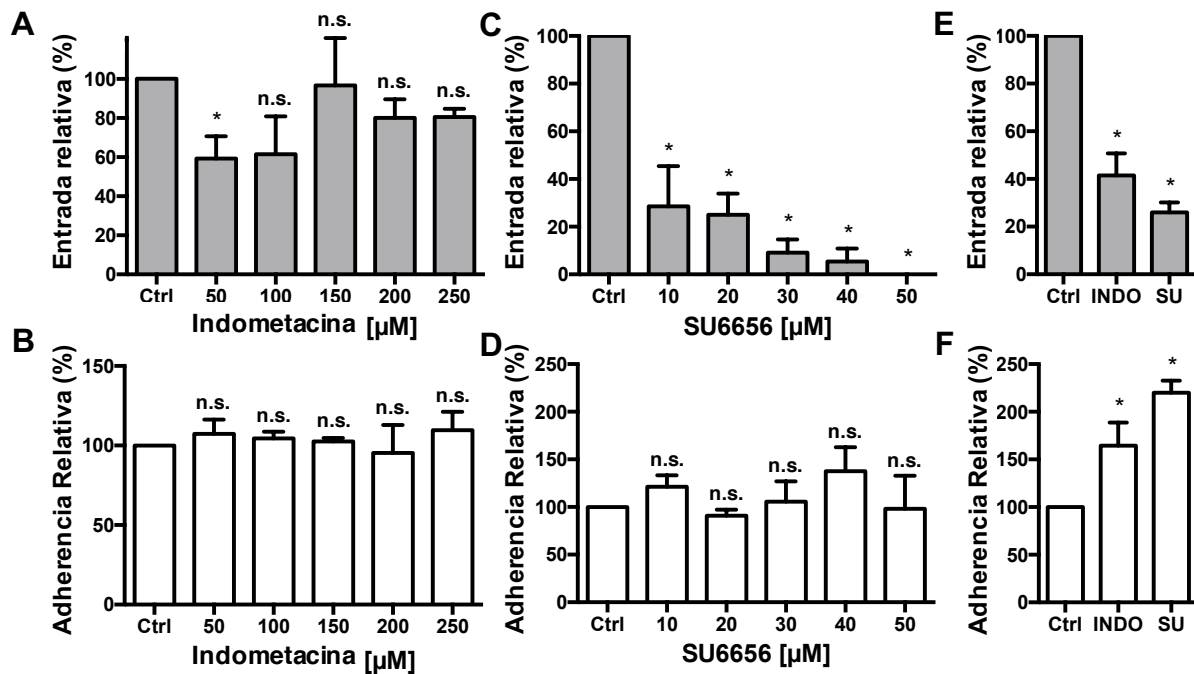 A
Entrada relativa (%)
100
80
60
40
20
0
*
n.s.
n.s.
n.s.
n.s.
Ctrl 50 100 150 200 250
Indometacina [µM]
C
Entrada relativa (%)
100
80
60
40
20
0
*
*
*
*
*
Ctrl 10 20 30 40 50
SU6656 [µM]
E
Entrada relativa (%)
100
80
60
40
20
0
*
*
Ctrl INDO SU
B
Adherencia Relativa (%)
150
100
50
0
n.s.
n.s.
n.s.
n.s.
n.s.
Ctrl 50 100 150 200 250
Indometacina [µM]
D
Adherencia Relativa (%)
250
200
150
100
50
0
n.s.
n.s.
n.s.
n.s.
n.s.
Ctrl 10 20 30 40 50
SU6656 [µM]
F
Adherencia Relativa (%)
250
200
150
100
50
0
*
*
Ctrl INDO SU